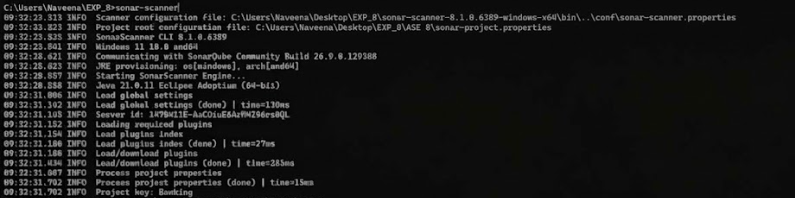 C:\Users\Naveena\EXP_8>sonar-scanner
09:32:23.313 INFO Scanner configuration file: C:\Users\Naveena\Desktop\EXP_8\sonar-scanner-8.1.0.6389-windows-x64\bin\..\conf\sonar-scanner.properties
09:32:23.323 INFO Project root configuration file: C:\Users\Naveena\Desktop\EXP_8\ASE 8\sonar-project.properties
09:32:23.525 INFO SonarScanner CLI 8.1.0.6389
INFO Windows 11 10.0 amd64
09:32:28.621 INFO Communicating with SonarQube Community Build 26.9.0.129388
09:32:28.623 INFO JRE provisioning: os[windows], arch[amd64]
09:32:28.857 INFO Starting SonarScanner Engine...
09:32:28.858 INFO Java 21.0.11 Eclipse Adoptium (64-bit)
09:32:31.006 INFO Load global settings
09:32:31.142 INFO Load global settings (done) | time=130ms
09:32:31.143 INFO Server id:
09:32:31.152 INFO Loading required plugins
09:32:31.154 INFO Load plugins index
09:32:31.180 INFO Load plugins index (done) | time=27ms
09:32:31.180 INFO Load/download plugins
09:32:31.434 INFO Load/download plugins (done) | time=285ms
09:32:31.687 INFO Process project properties
09:32:31.702 INFO Process project properties (done) | time=15ms
09:32:31.702 INFO Project key: Banking